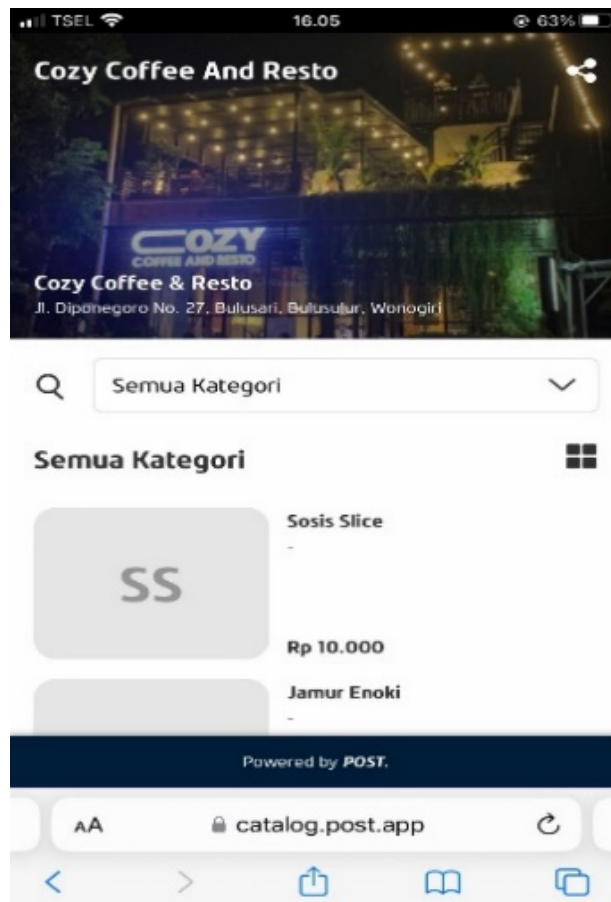 TSEL 16.05 63%
Cozy Coffee And Resto
COZY
COFFEE AND RESTO
Cozy Coffee & Resto
Jl. Diponegoro No. 27, Bulusari, Bulusulur, Wonogiri
Semua Kategori
Semua Kategori
SS
Sosis Slice
-
Rp 10.000
Jamur Enoki
-
Powered by POST.
AA catalog.post.app